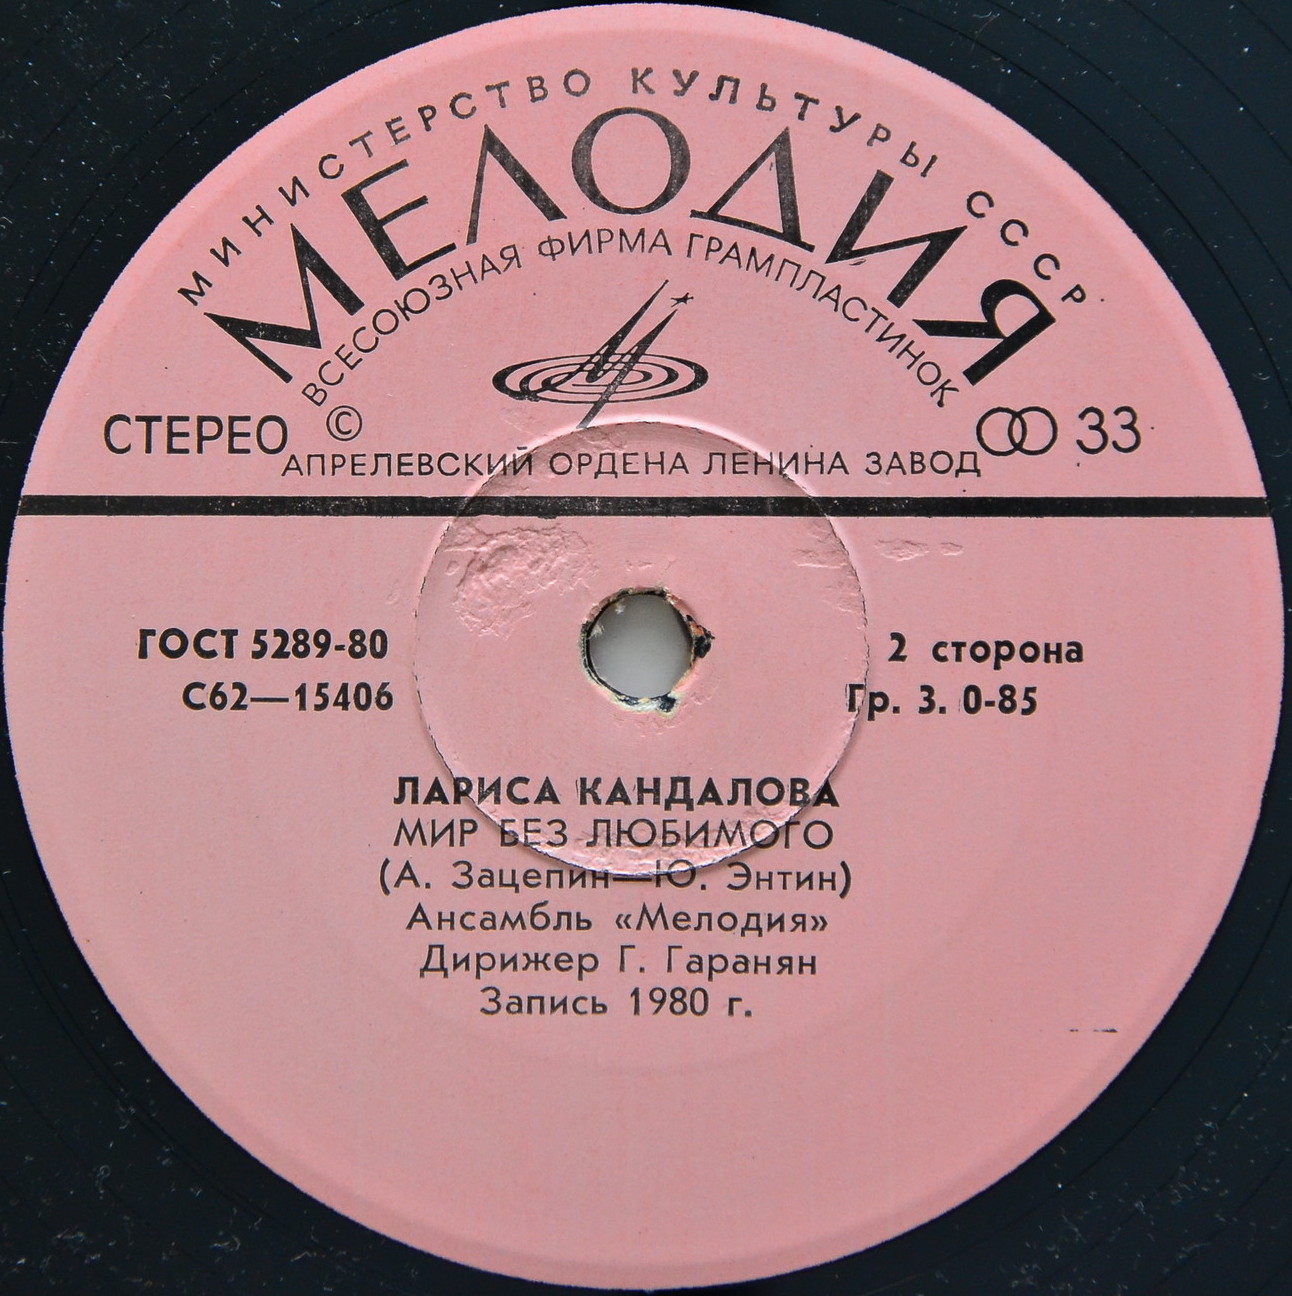 МИНИСТЕРСТВО КУЛЬТУРЫ СССР
МЕЛОДИЯ
ВСЕСОЮЗНАЯ ФИРМА ГРАМПЛАСТИНОК
СТЕРЕО © 33
АПРЕЛЕВСКИЙ ОРДЕНА ЛЕНИНА ЗАВОД
ГОСТ 5289-80
С62—15406
2 сторона
Гр. 3. 0-85
ЛАРИСА КАНДАЛОВА
МИР БЕЗ ЛЮБИМОГО
(А. Зацепин—Ю. Энтин)
Ансамбль «Мелодия»
Дирижер Г. Гаранян
Запись 1980 г.